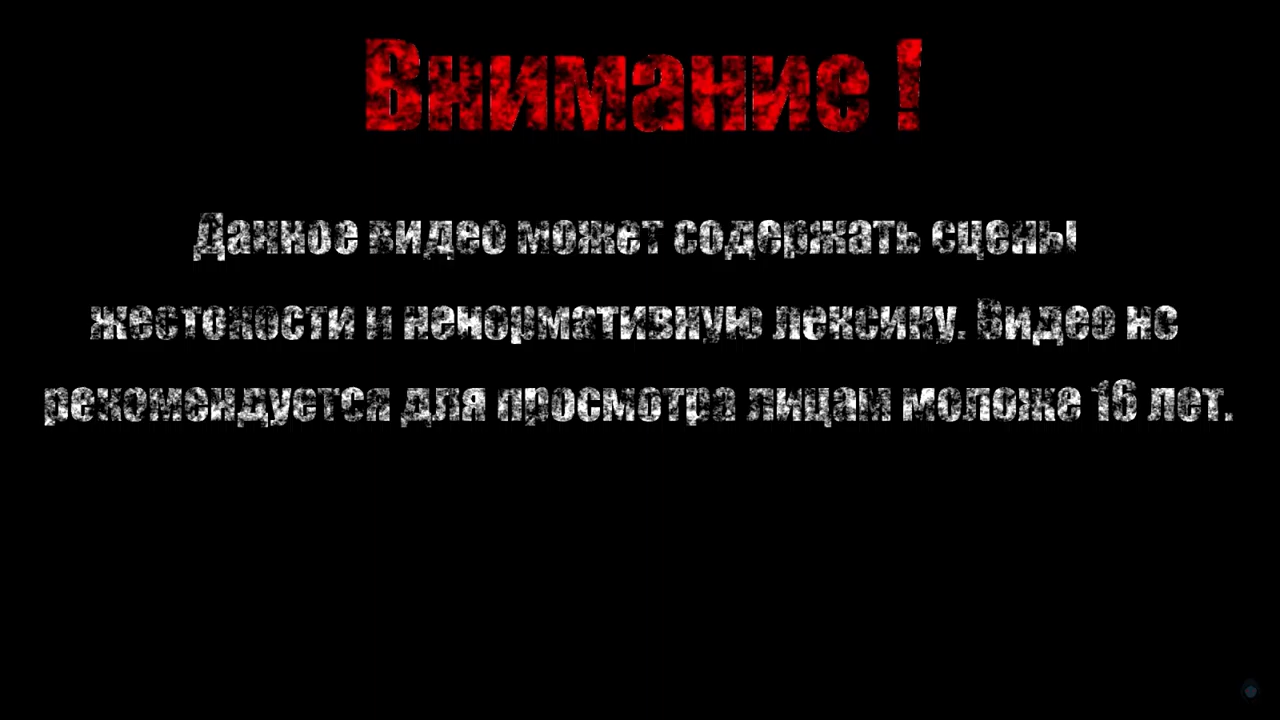 Внимание !
Данное видео может содержать сцены
жестокости и ненормативную лексику. Видео не
рекомендуется для просмотра лицам моложе 16 лет.